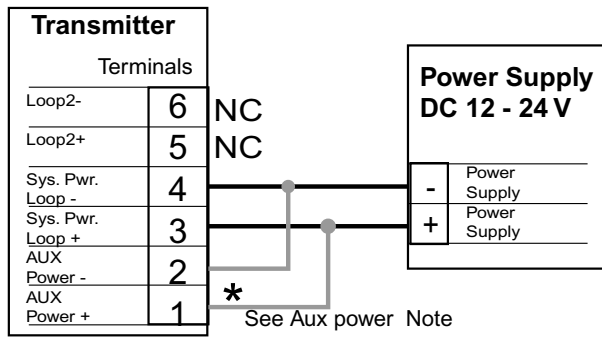 Transmitter
Terminals
Loop2- 6 NC
Loop2+ 5 NC
Sys. Pwr.
Loop - 4
Sys. Pwr.
Loop + 3
AUX
Power - 2
AUX
Power + 1
* See Aux power Note
Power Supply
DC 12 - 24 V
- Power
Supply
+ Power
Supply